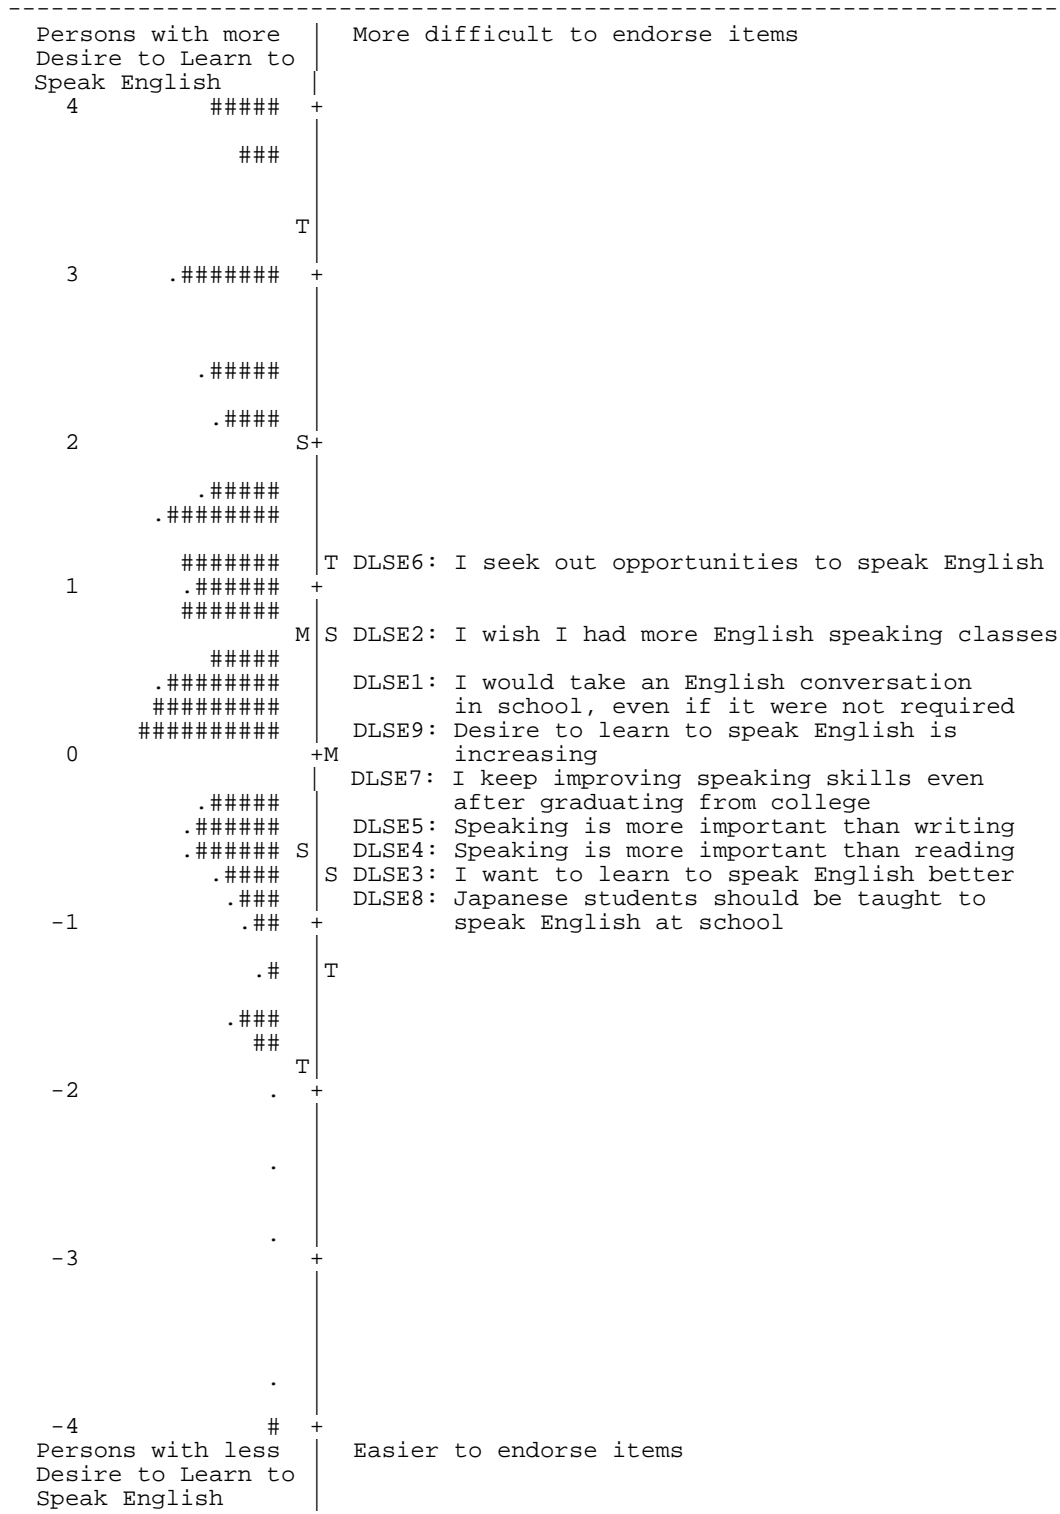 -----------------------------------------------------------------------
Persons with more | More difficult to endorse items
Desire to Learn to |
Speak English |
4 ##### +
|
### |
|
|
T|
|
3 .####### +
|
|
|
.##### |
|
.#### |
2 S+
|
.##### |
.######## |
|
####### |T DLSE6: I seek out opportunities to speak English
1 .###### +
####### |
M|S DLSE2: I wish I had more English speaking classes
##### |
.######## | DLSE1: I would take an English conversation
######### | in school, even if it were not required
########## | DLSE9: Desire to learn to speak English is
0 +M increasing
| DLSE7: I keep improving speaking skills even
.##### | after graduating from college
.###### | DLSE5: Speaking is more important than writing
.###### S| DLSE4: Speaking is more important than reading
.#### |S DLSE3: I want to learn to speak English better
.### | DLSE8: Japanese students should be taught to
-1 .## + speak English at school
|
.# |T
|
.### |
## |
T|
-2 . +
|
|
. |
|
|
. |
-3 +
|
|
|
|
. |
|
-4 # +
Persons with less | Easier to endorse items
Desire to Learn to |
Speak English |